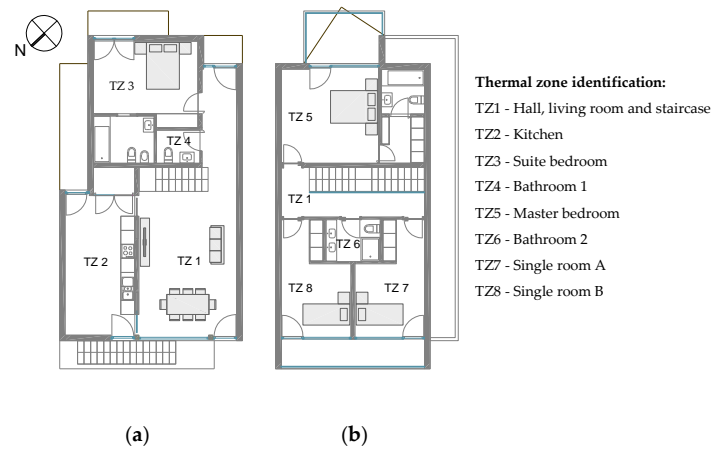 N
TZ 3
TZ 4
TZ 2
TZ 1
TZ 5
TZ 1
TZ 6
TZ 8
TZ 7
Thermal zone identification:
TZ1 - Hall, living room and staircase
TZ2 - Kitchen
TZ3 - Suite bedroom
TZ4 - Bathroom 1
TZ5 - Master bedroom
TZ6 - Bathroom 2
TZ7 - Single room A
TZ8 - Single room B
(a)
(b)